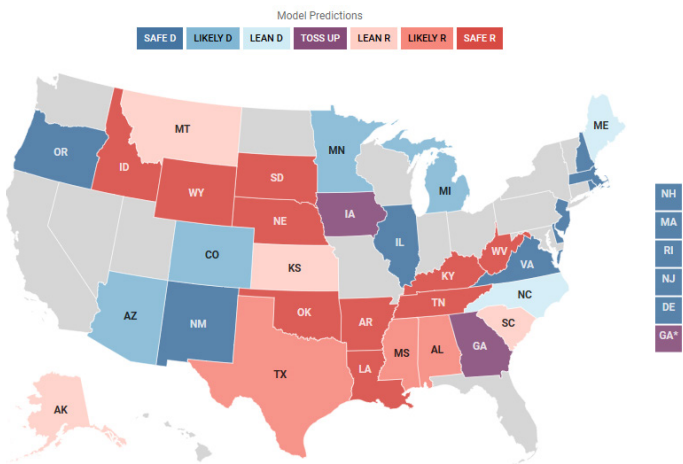 Model Predictions
SAFE D LIKELY D LEAN D TOSS UP LEAN R LIKELY R SAFE R
MT ME
OR MN
ID
SD MI
WY
IA NH
NE
IL MA
CO WV
KS VA RI
KY
NC NJ
AZ NM OK TN
AR SC DE
MS AL GA GA*
TX LA
AK